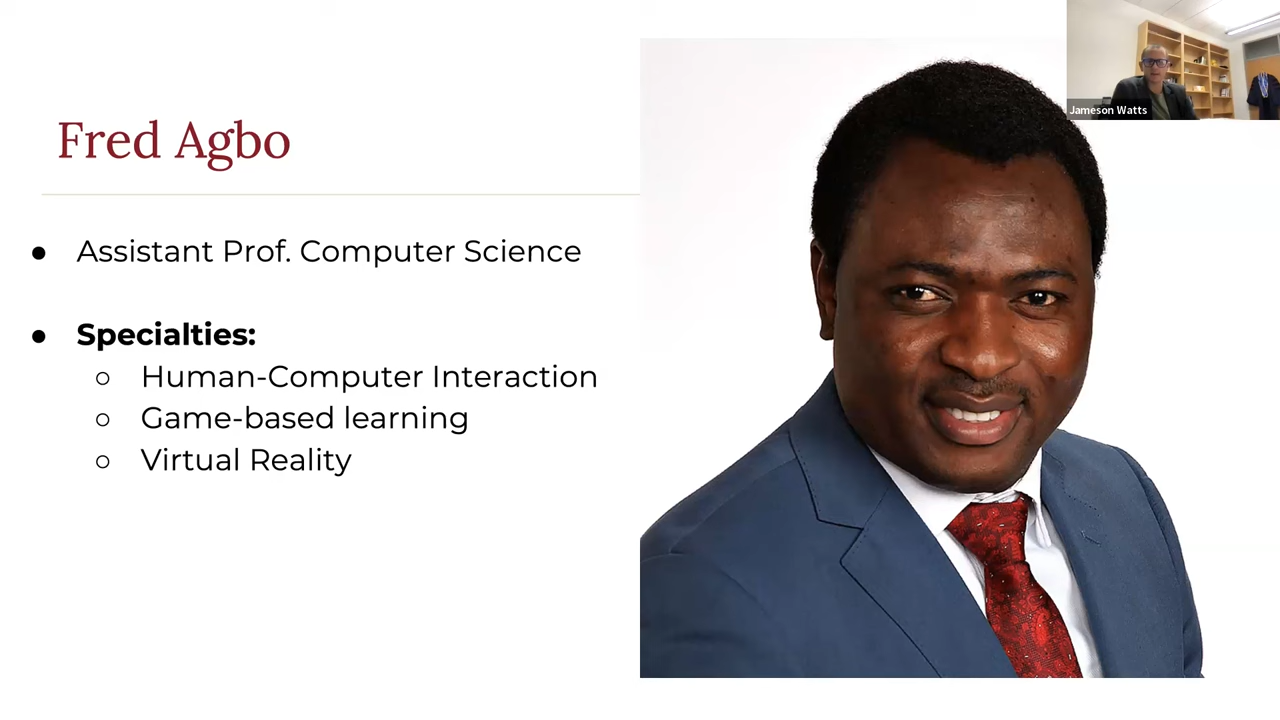 Fred Agbo
● Assistant Prof. Computer Science
● Specialties:
○ Human-Computer Interaction
○ Game-based learning
○ Virtual Reality
Jameson Watts